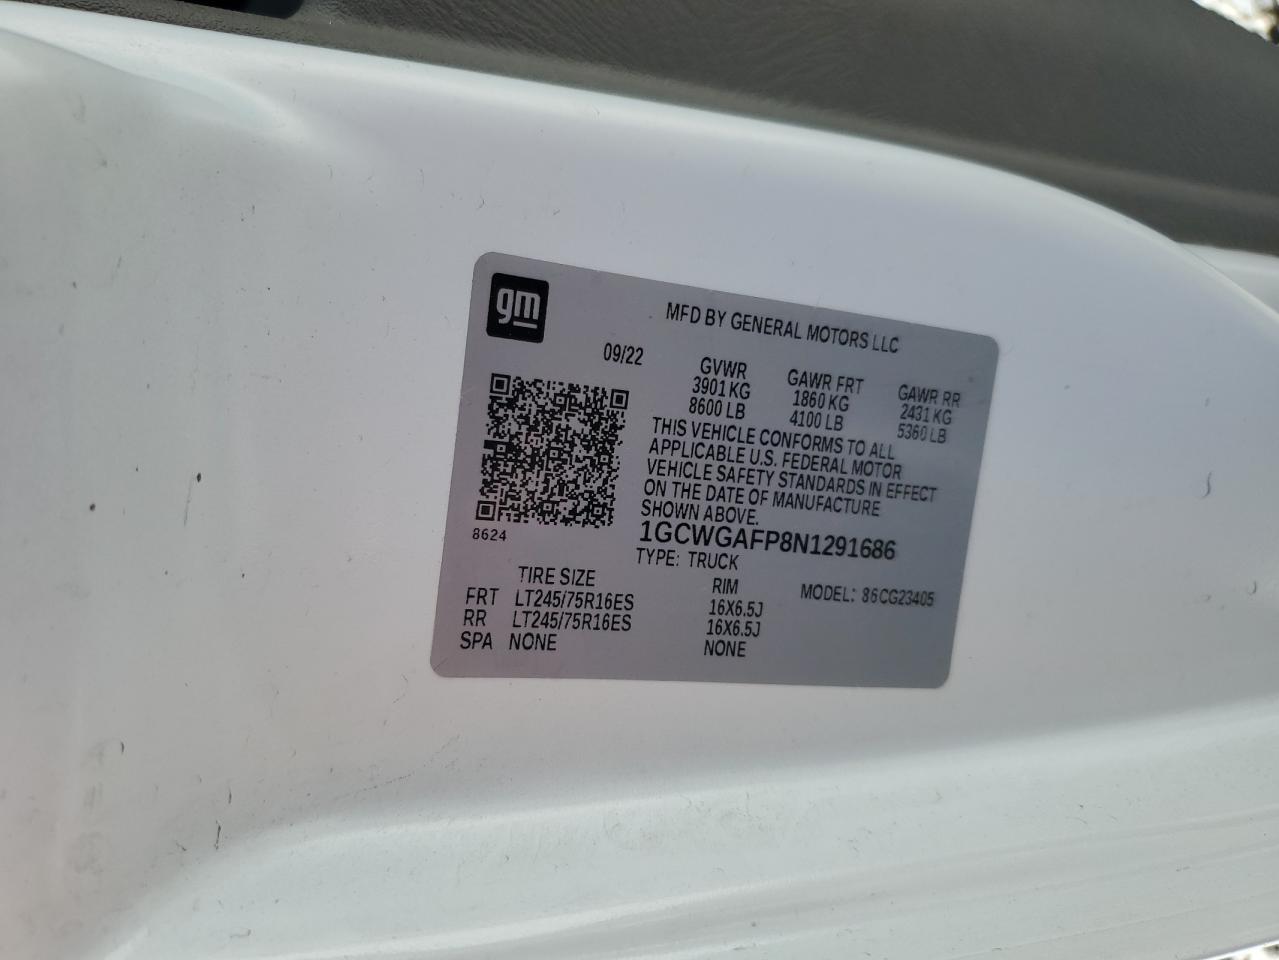 gm
MFD BY GENERAL MOTORS LLC
09/22
GVWR GAWR FRT GAWR RR
3901 KG 1860 KG 2431 KG
8600 LB 4100 LB 5360 LB
THIS VEHICLE CONFORMS TO ALL
APPLICABLE U.S. FEDERAL MOTOR
VEHICLE SAFETY STANDARDS IN EFFECT
ON THE DATE OF MANUFACTURE
SHOWN ABOVE.
8624
1GCWGAFP8N1291686
TYPE: TRUCK
TIRE SIZE RIM MODEL: 86CG23405
FRT LT245/75R16ES 16X6.5J
RR LT245/75R16ES 16X6.5J
SPA NONE NONE